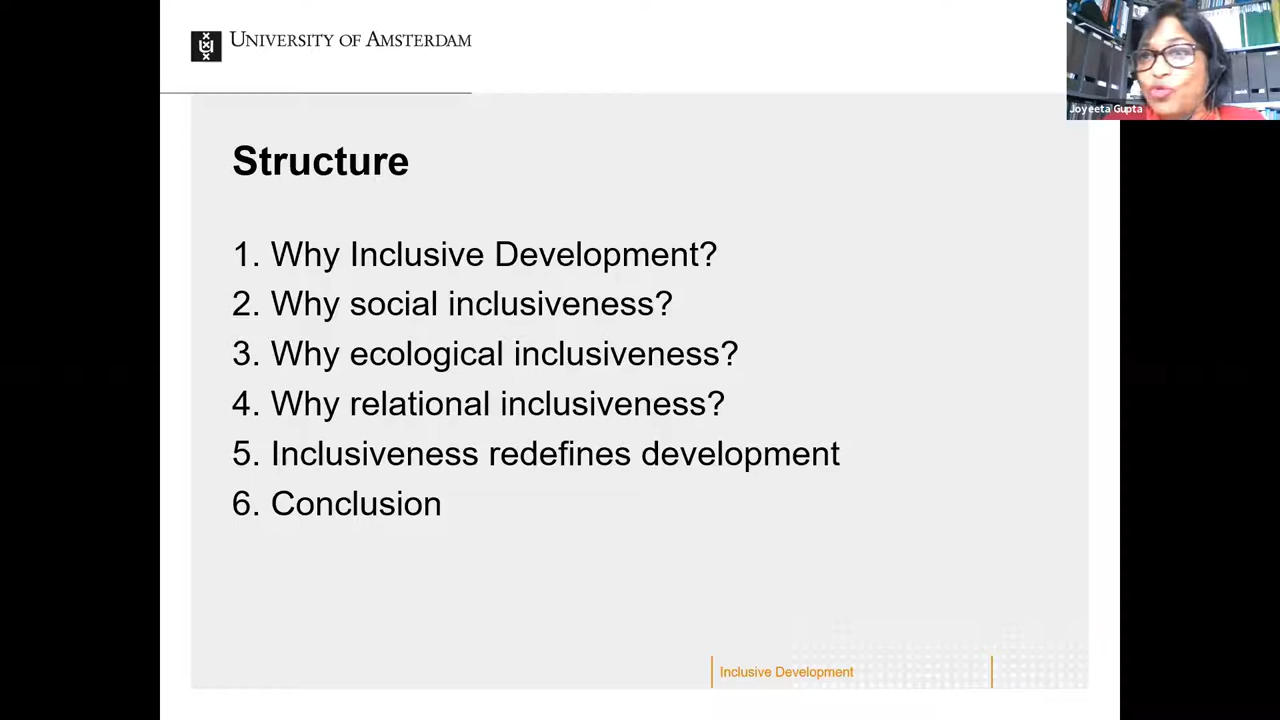 UNIVERSITY OF AMSTERDAM
Joyeeta Gupta
Structure
1. Why Inclusive Development?
2. Why social inclusiveness?
3. Why ecological inclusiveness?
4. Why relational inclusiveness?
5. Inclusiveness redefines development
6. Conclusion
Inclusive Development